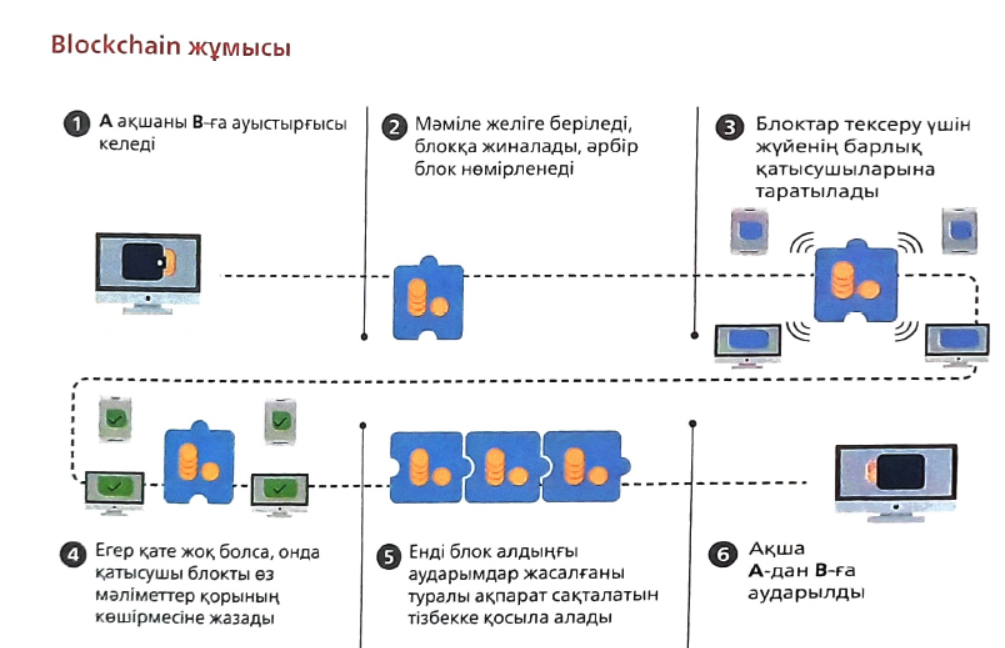 Blockchain жұмысы
1 А ақшаны В–ға ауыстырғысы
келеді
2 Мәміле желіге беріледі,
блокқа жиналады, әрбір
блок нөмірленеді
3 Блоктар тексеру үшін
жүйенің барлық
қатысушыларына
таратылады
4 Егер қате жоқ болса, онда
қатысушы блокты өз
мәліметтер қорының
көшірмесіне жазады
5 Енді блок алдыңғы
аударымдар жасалғаны
туралы ақпарат сақталатын
тізбекке қосыла алады
6 Ақша
А-дан В–ға
аударылды